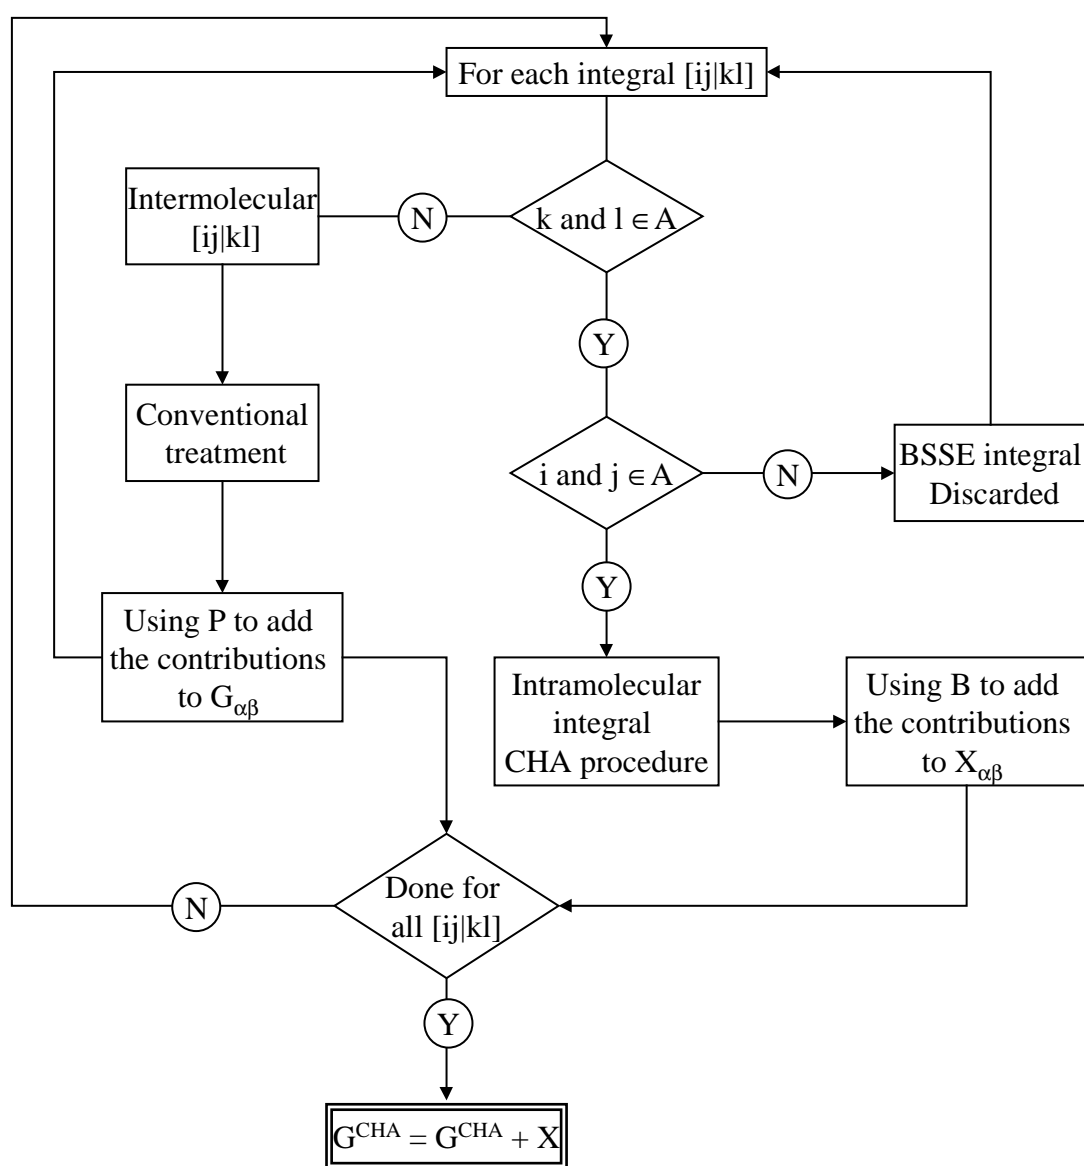 For each integral [ij|kl]
Intermolecular
[ij|kl]
N
k and l ∈ A
Y
Conventional
treatment
i and j ∈ A
N
BSSE integral
Discarded
Y
Using P to add
the contributions
to Gαβ
Intramolecular
integral
CHA procedure
Using B to add
the contributions
to Xαβ
N
Done for
all [ij|kl]
Y
G^CHA = G^CHA + X